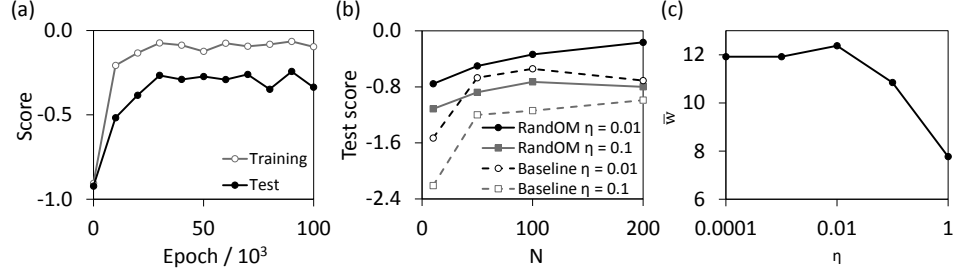 (a)
0.0
-0.5
-1.0
Score
Training
Test
0
50
100
Epoch / 10³
(b)
0.0
-0.8
-1.6
-2.4
Test score
RandOM η = 0.01
RandOM η = 0.1
Baseline η = 0.01
Baseline η = 0.1
0
100
200
N
(c)
12
10
8
6
w̅
0.0001
0.01
1
η